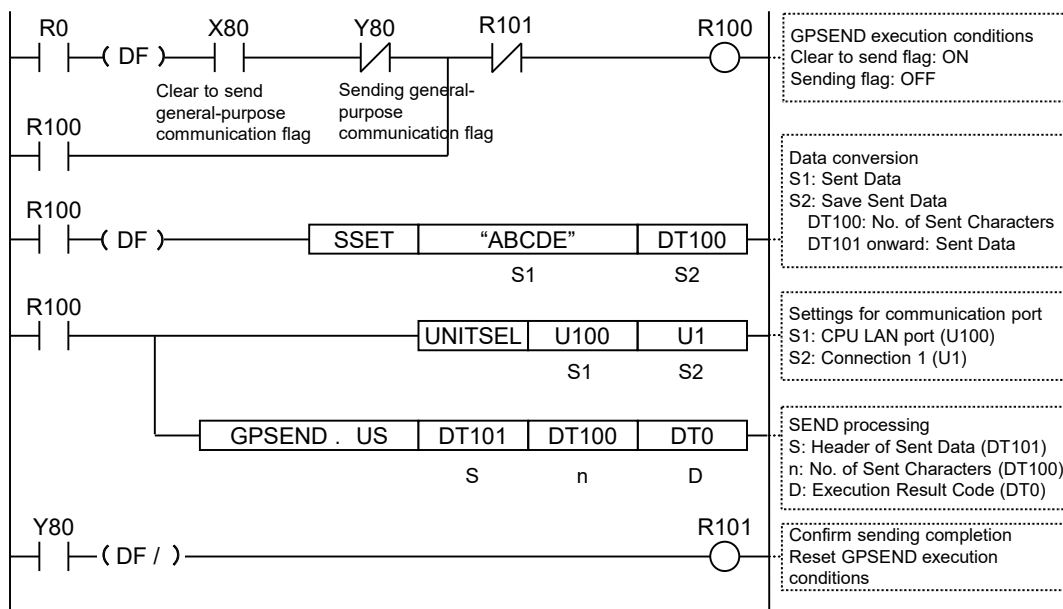 R0 X80 Y80 R101 R100
( DF )
Clear to send
general-purpose
communication flag
Sending general-
purpose
communication flag
GPSEND execution conditions
Clear to send flag: ON
Sending flag: OFF
R100
R100
( DF )
SSET "ABCDE" DT100
S1 S2
Data conversion
S1: Sent Data
S2: Save Sent Data
DT100: No. of Sent Characters
DT101 onward: Sent Data
R100
UNITSEL U100 U1
S1 S2
Settings for communication port
S1: CPU LAN port (U100)
S2: Connection 1 (U1)
GPSEND . US DT101 DT100 DT0
S n D
SEND processing
S: Header of Sent Data (DT101)
n: No. of Sent Characters (DT100)
D: Execution Result Code (DT0)
Y80 R101
( DF / )
Confirm sending completion
Reset GPSEND execution
conditions